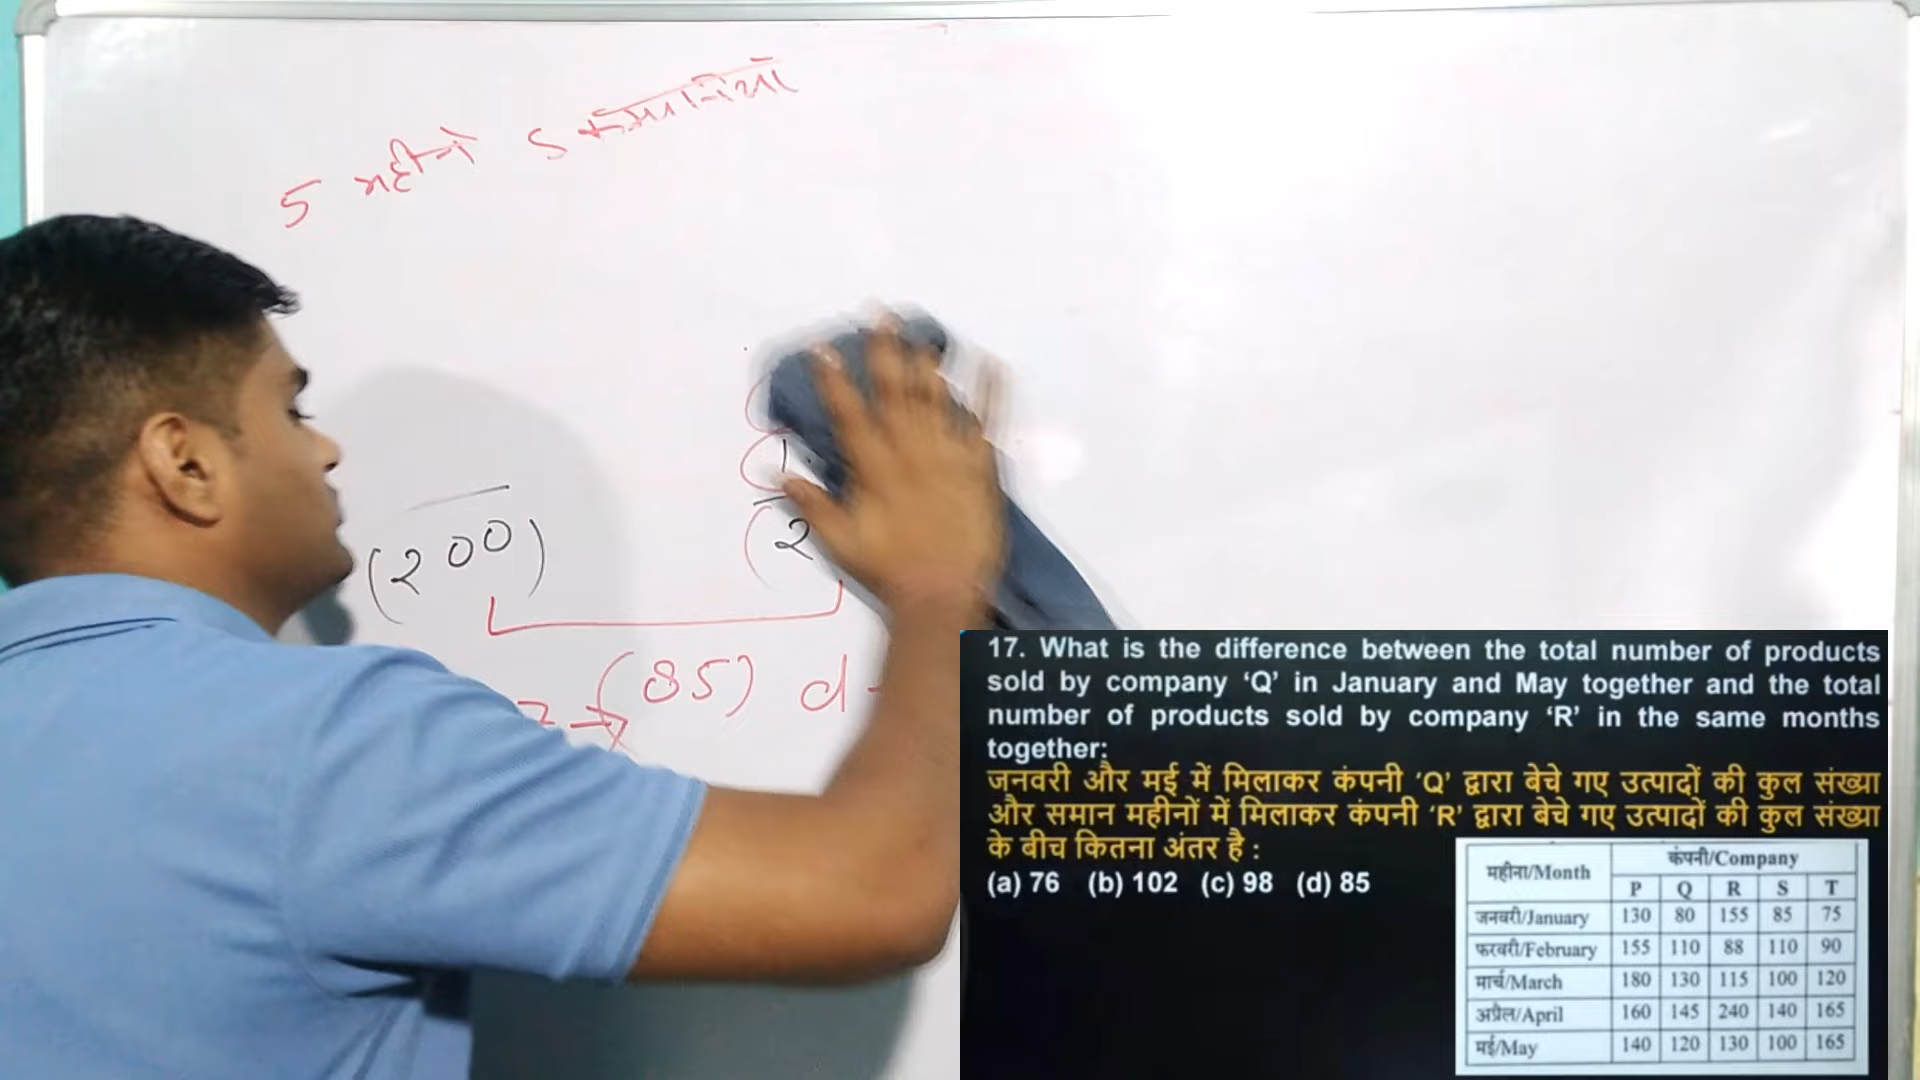 5 महीने 5 कम्पनियों
(200)
(2
(85) d
17. What is the difference between the total number of products
sold by company ‘Q’ in January and May together and the total
number of products sold by company ‘R’ in the same months
together:
जनवरी और मई में मिलाकर कंपनी ‘Q’ द्वारा बेचे गए उत्पादों की कुल संख्या
और समान महीनों में मिलाकर कंपनी ‘R’ द्वारा बेचे गए उत्पादों की कुल संख्या
के बीच कितना अंतर है :
(a) 76 (b) 102 (c) 98 (d) 85
महीना/Month कंपनी/Company
P Q R S T
जनवरी/January 130 80 155 85 75
फरवरी/February 155 110 88 110 90
मार्च/March 180 130 115 100 120
अप्रैल/April 160 145 240 140 165
मई/May 140 120 130 100 165